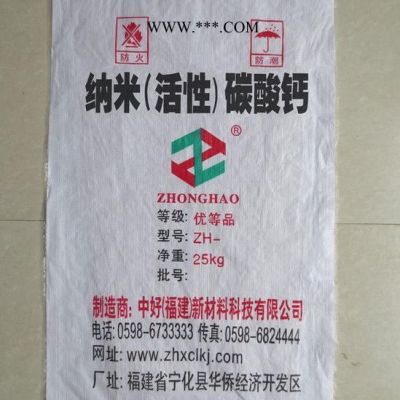 www.***.com
防火 防潮
纳米(活性)碳酸钙
®
ZHONGHAO
等级: 优等品
型号: ZH-
净重: 25kg
批号:
制造商: 中好(福建)新材料科技有限公司
电话: 0598-6733333 传真: 0598-6824444
网址: www.zhxclkj.com
厂址: 福建省宁化县华侨经济开发区